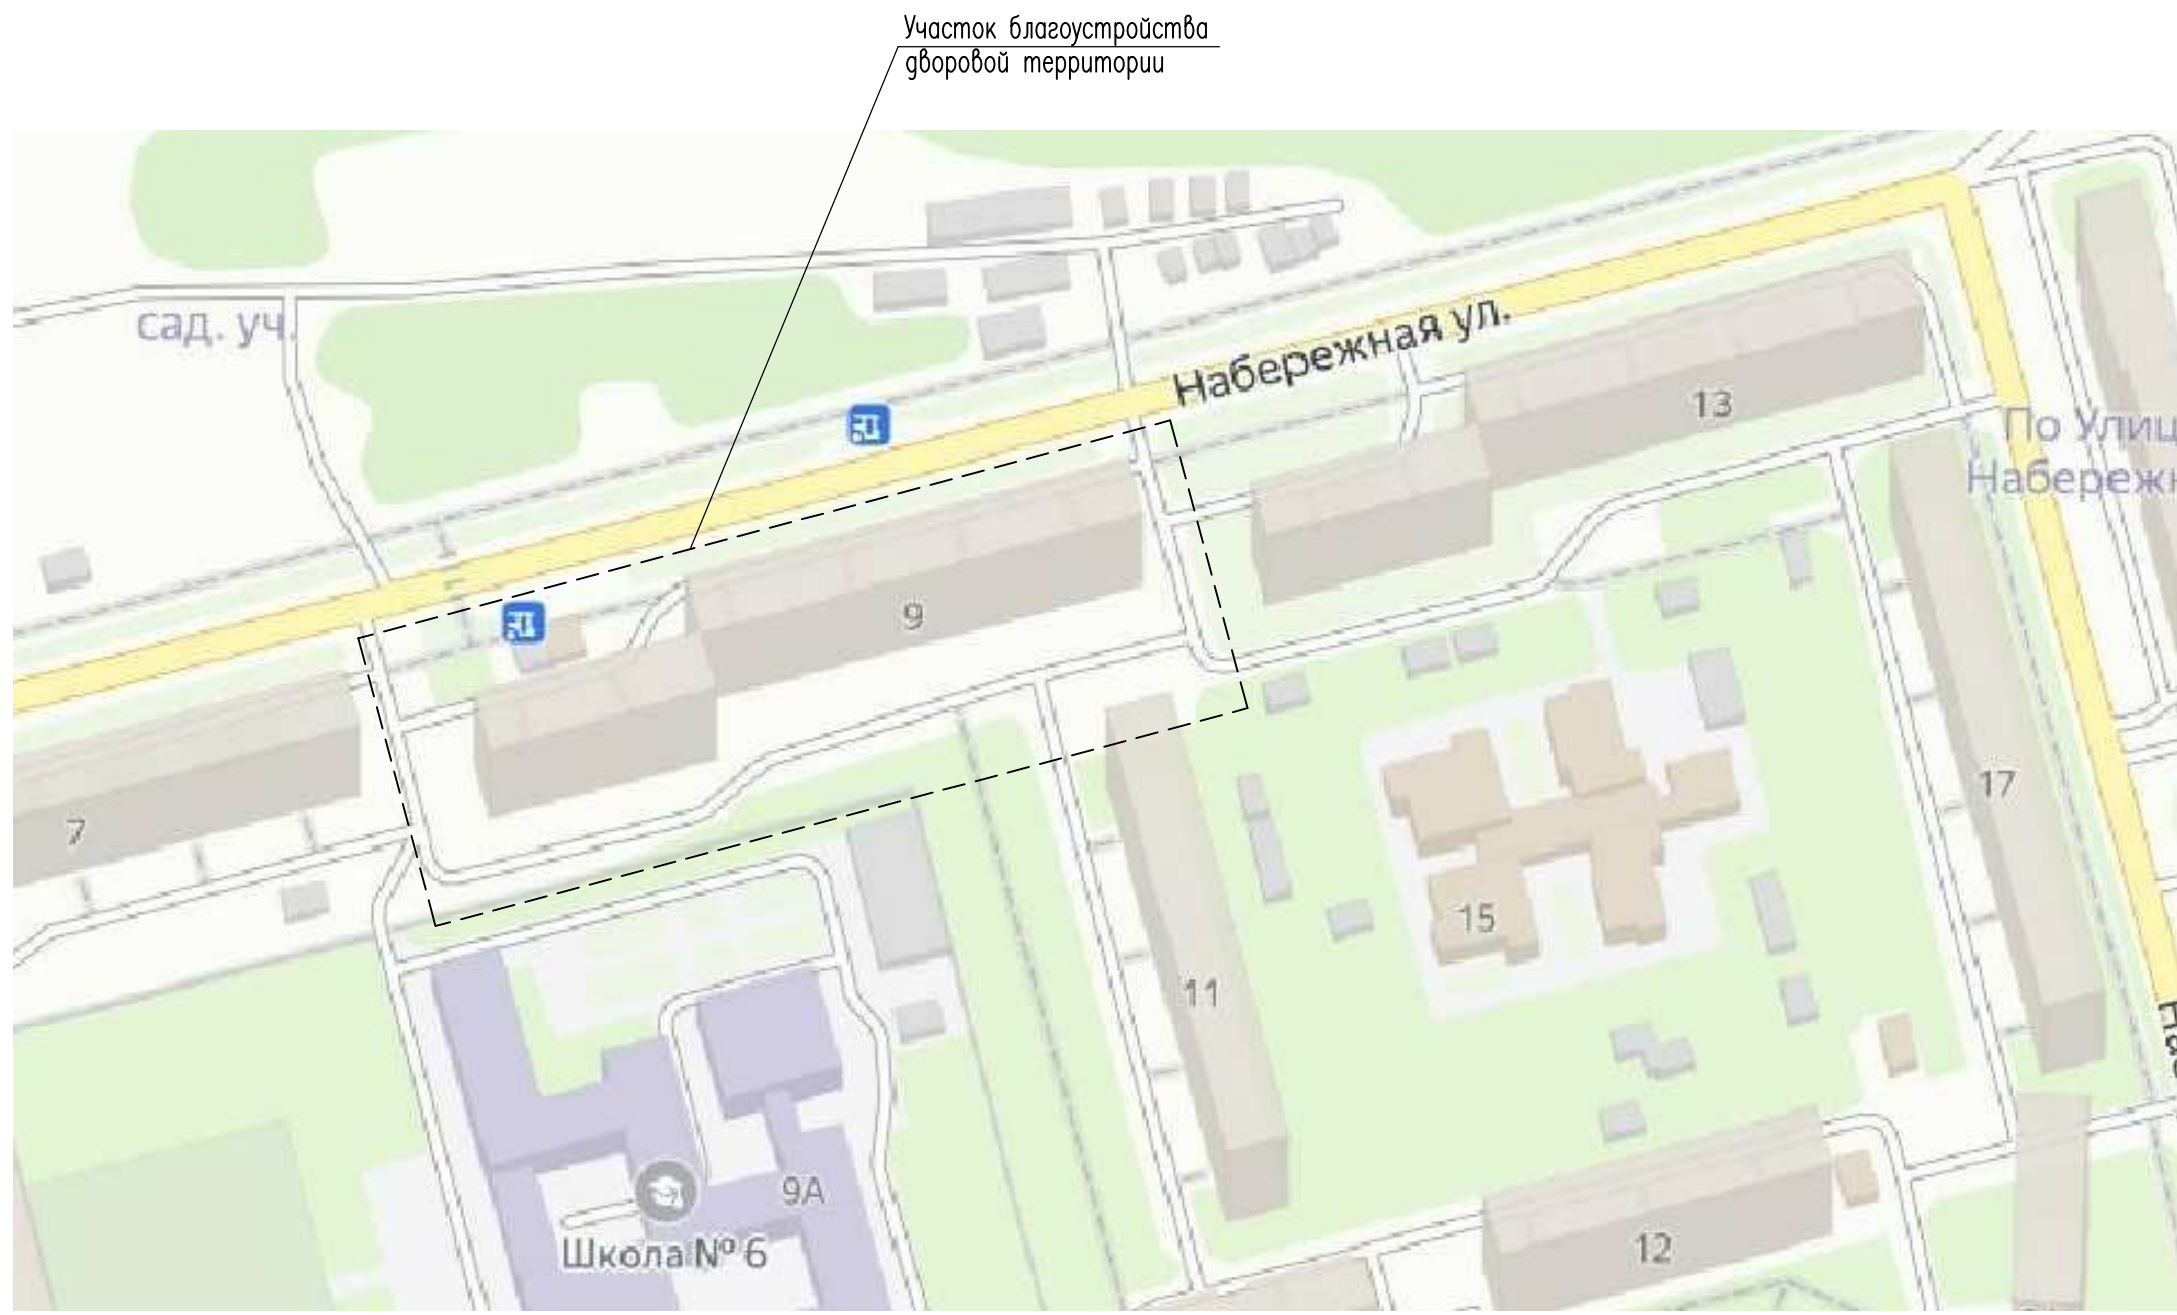 Участок благоустройства
дворовой территории
сад. уч.
Набережная ул.
13
По Улиц
Набережн
9
7
17
15
11
9А
Школа № 6
12